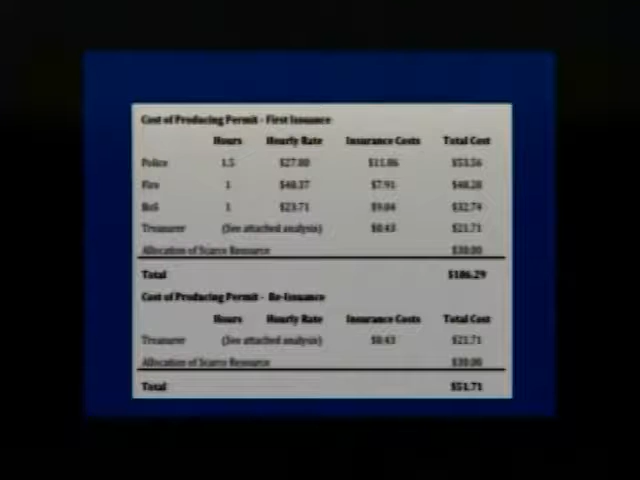 Cost of Producing Permit - First Issuance
Hours Hourly Rate Insurance Costs Total Cost
Police 1.5 $27.80 $11.86 $53.56
Fire 1 $40.37 $7.91 $48.28
BoS 1 $23.71 $9.04 $32.74
Treasurer (See attached analysis) $0.43 $21.71
Allocation of Scarce Resource $30.00
Total $186.29
Cost of Producing Permit - Re-Issuance
Hours Hourly Rate Insurance Costs Total Cost
Treasurer (See attached analysis) $0.43 $21.71
Allocation of Scarce Resource $30.00
Total $51.71